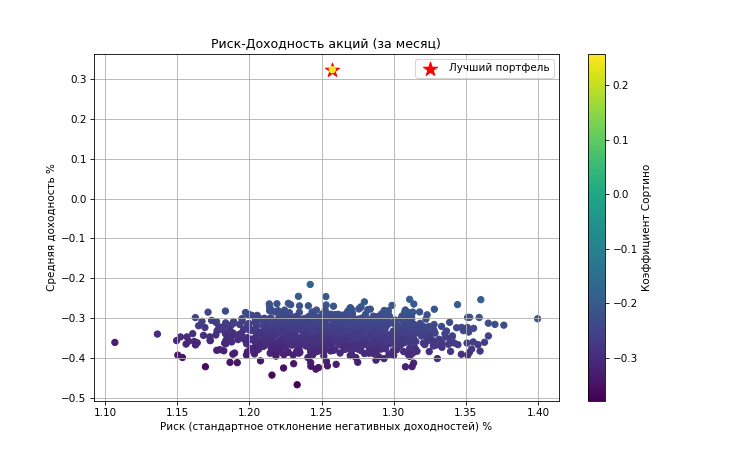 Риск-Доходность акций (за месяц)
Лучший портфель
Средняя доходность %
0.3
0.2
0.1
0.0
−0.1
−0.2
−0.3
−0.4
−0.5
1.10 1.15 1.20 1.25 1.30 1.35 1.40
Риск (стандартное отклонение негативных доходностей) %
0.2
0.1
0.0
−0.1
−0.2
−0.3
Коэффициент Сортино